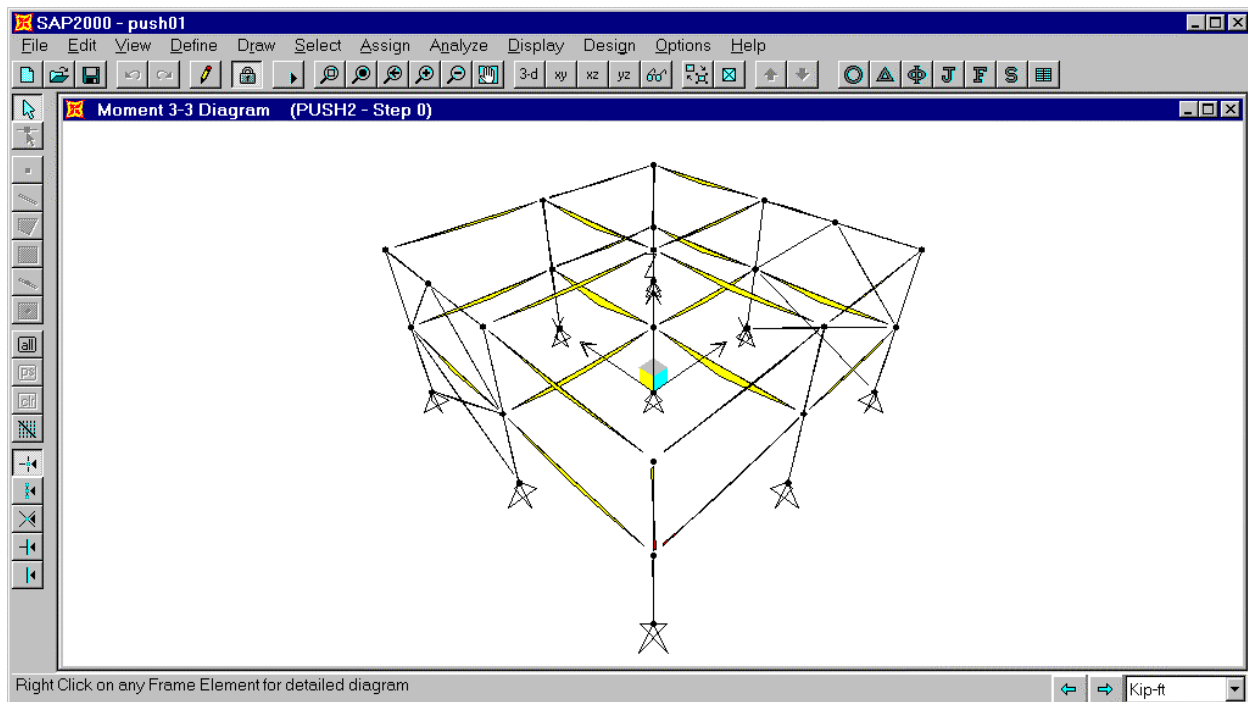 SAP2000 - push01
File Edit View Define Draw Select Assign Analyze Display Design Options Help
3-d xy xz yz J F S
Moment 3-3 Diagram (PUSH2 - Step 0)
all
ps
clr
Right Click on any Frame Element for detailed diagram
Kip-ft